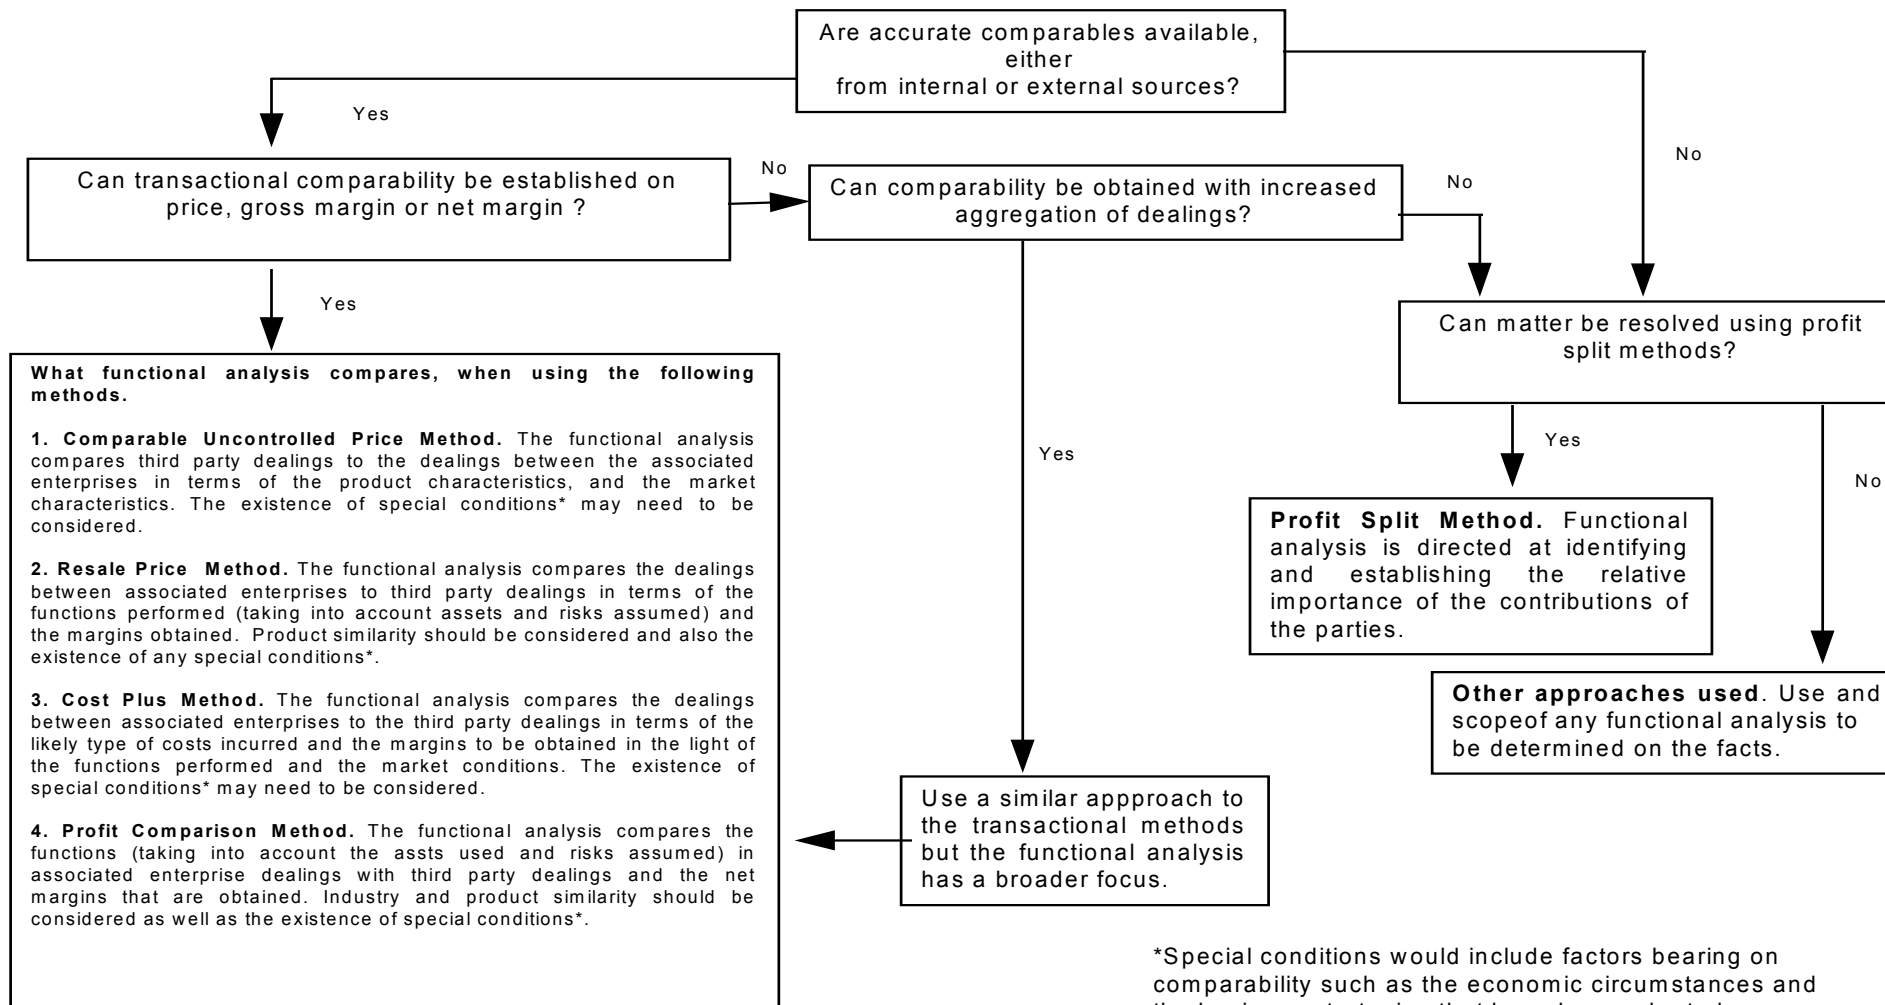 Are accurate comparables available,
either
from internal or external sources?
Yes
No
Can transactional comparability be established on
price, gross margin or net margin ?
No
Can comparability be obtained with increased
aggregation of dealings?
No
Yes
Can matter be resolved using profit
split methods?
What functional analysis compares, when using the following
methods.
1. Comparable Uncontrolled Price Method. The functional analysis
compares third party dealings to the dealings between the associated
enterprises in terms of the product characteristics, and the market
characteristics. The existence of special conditions* may need to be
considered.
2. Resale Price Method. The functional analysis compares the dealings
between associated enterprises to third party dealings in terms of the
functions performed (taking into account assets and risks assumed) and
the margins obtained. Product similarity should be considered and also the
existence of any special conditions*.
3. Cost Plus Method. The functional analysis compares the dealings
between associated enterprises to the third party dealings in terms of the
likely type of costs incurred and the margins to be obtained in the light of
the functions performed and the market conditions. The existence of
special conditions* may need to be considered.
4. Profit Comparison Method. The functional analysis compares the
functions (taking into account the assts used and risks assumed) in
associated enterprise dealings with third party dealings and the net
margins that are obtained. Industry and product similarity should be
considered as well as the existence of special conditions*.
Yes
Yes
No
Profit Split Method. Functional
analysis is directed at identifying
and establishing the relative
importance of the contributions of
the parties.
Other approaches used. Use and
scopeof any functional analysis to
be determined on the facts.
Use a similar appproach to
the transactional methods
but the functional analysis
has a broader focus.
*Special conditions would include factors bearing on
comparability such as the economic circumstances and